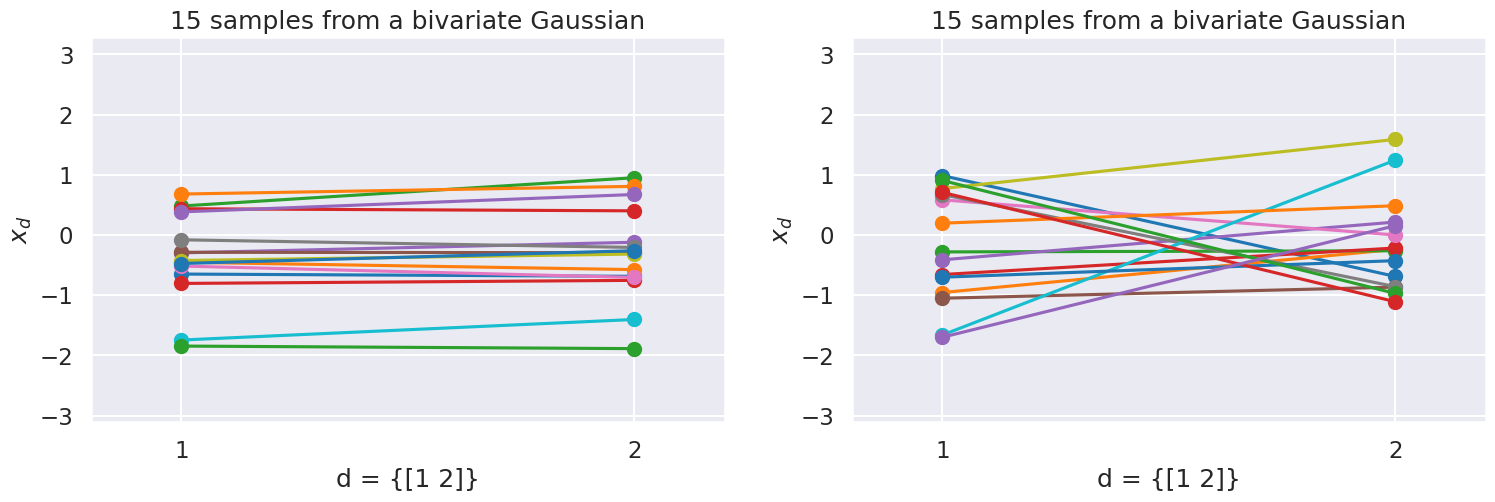 15 samples from a bivariate Gaussian
3
2
1
0
−1
−2
−3
x_d
1 2
d = {[1 2]}
15 samples from a bivariate Gaussian
3
2
1
0
−1
−2
−3
x_d
1 2
d = {[1 2]}